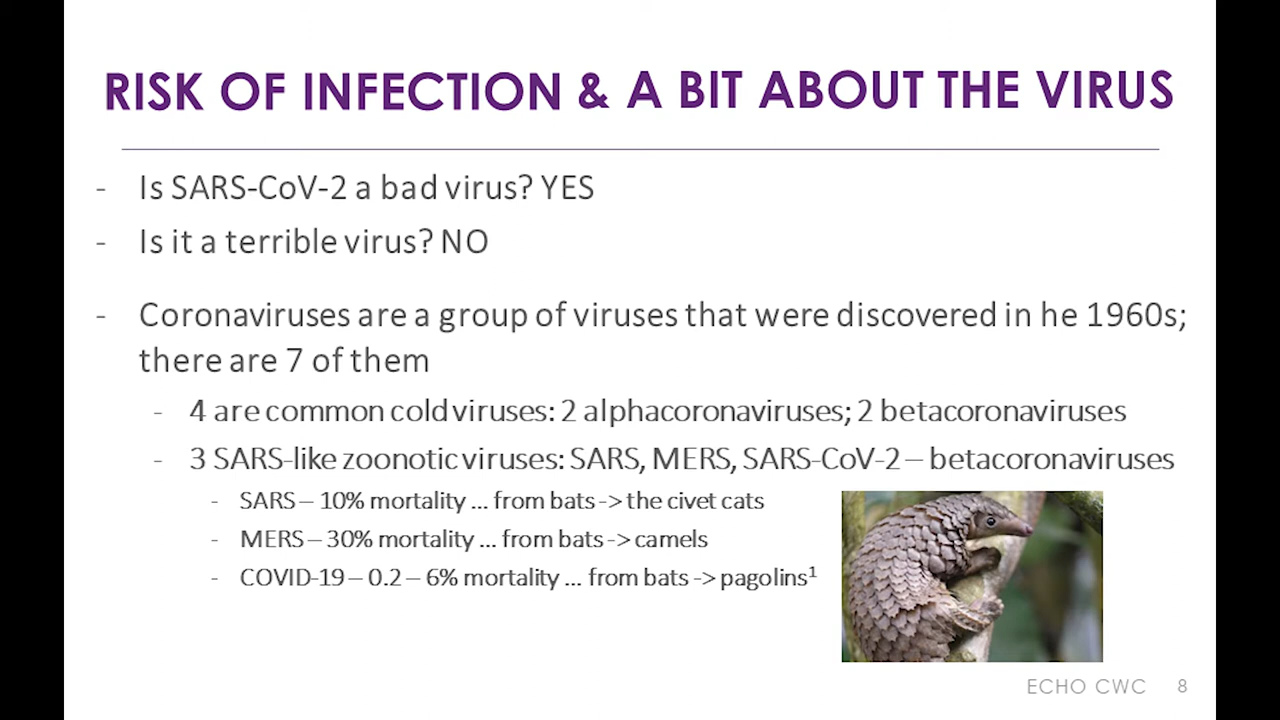 RISK OF INFECTION & A BIT ABOUT THE VIRUS
- Is SARS-CoV-2 a bad virus? YES
- Is it a terrible virus? NO
- Coronaviruses are a group of viruses that were discovered in he 1960s;
there are 7 of them
- 4 are common cold viruses: 2 alphacoronaviruses; 2 betacoronaviruses
- 3 SARS-like zoonotic viruses: SARS, MERS, SARS-CoV-2 – betacoronaviruses
- SARS – 10% mortality ... from bats -> the civet cats
- MERS – 30% mortality ... from bats -> camels
- COVID-19 – 0.2 – 6% mortality ... from bats -> pagolins¹
ECHO CWC 8